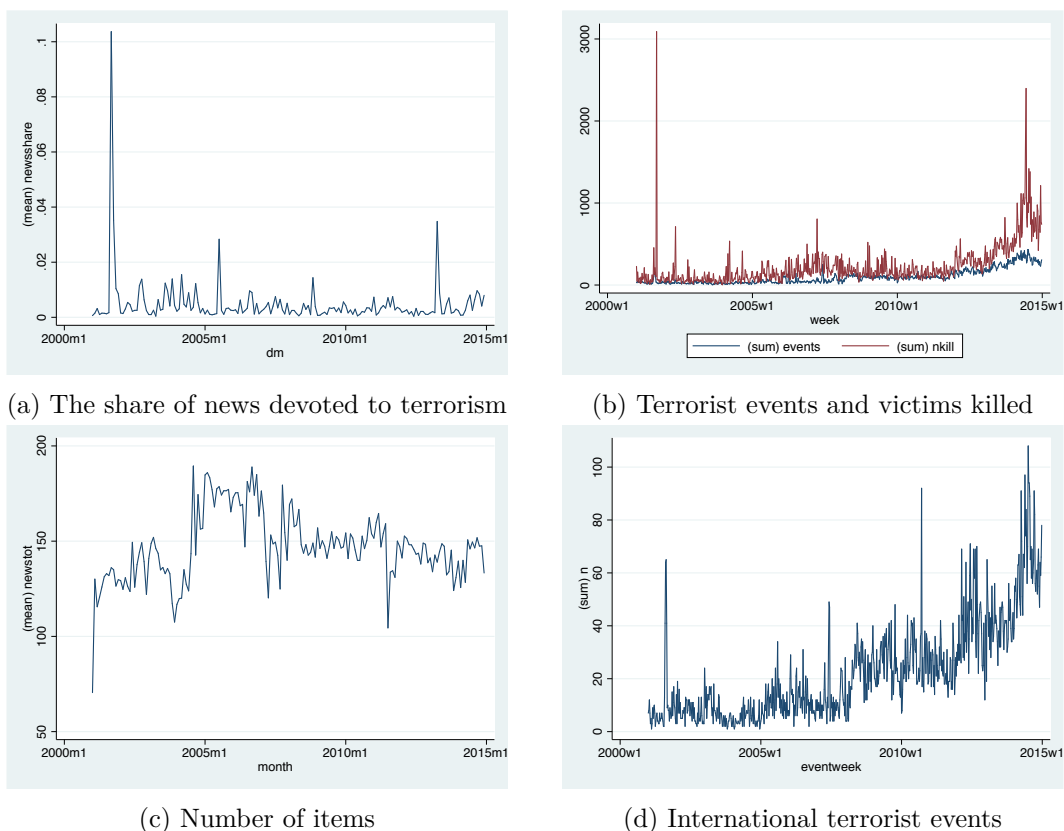 (mean) newsshare
.1
.08
.06
.04
.02
0
2000m1 2005m1 2010m1 2015m1
dm
(a) The share of news devoted to terrorism
3000
2000
1000
0
2000w1 2005w1 2010w1 2015w1
week
(sum) events (sum) nkill
(b) Terrorist events and victims killed
(mean) newstot
200
150
100
50
2000m1 2005m1 2010m1 2015m1
month
(c) Number of items
(sum) n
100
80
60
40
20
0
2000w1 2005w1 2010w1 2015w1
eventweek
(d) International terrorist events